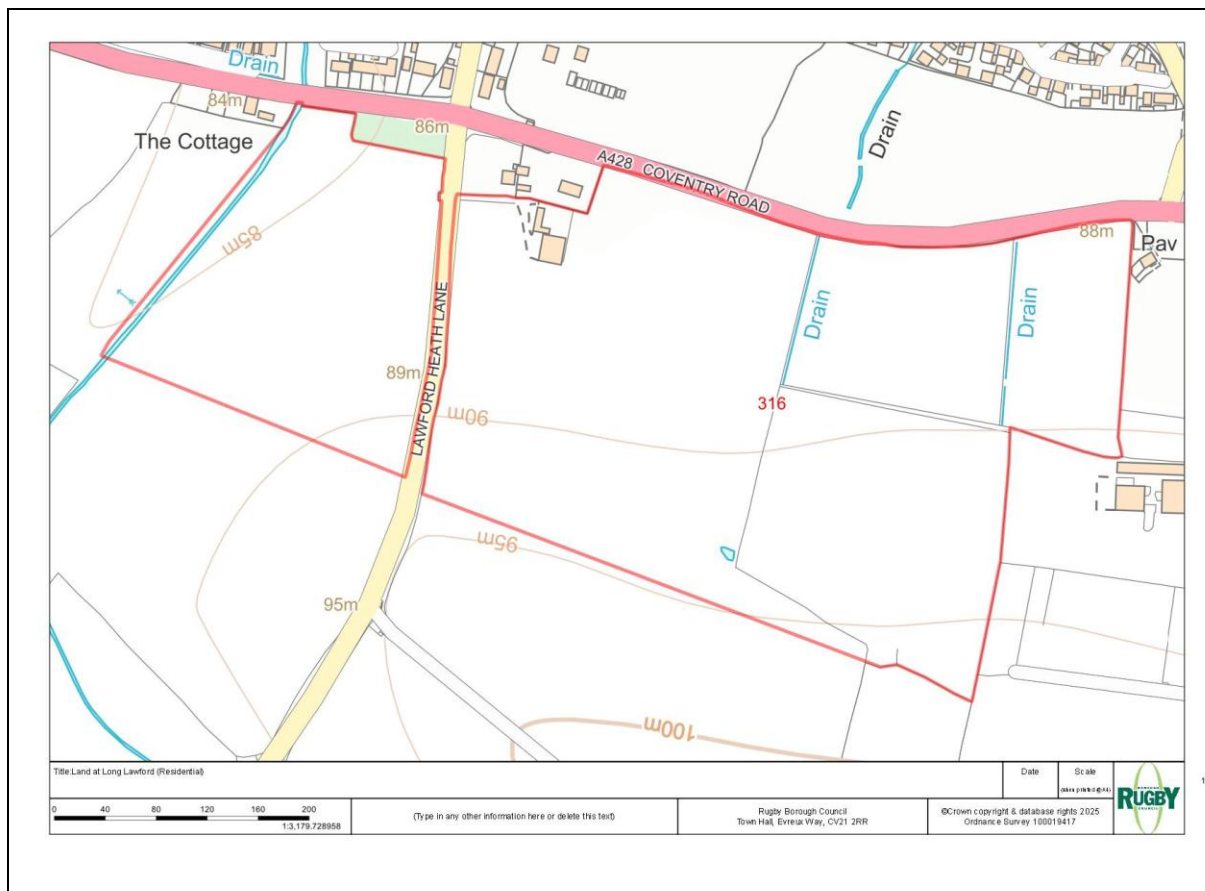 Drain
84m
86m
The Cottage
A428 COVENTRY ROAD
Drain
88m
Pav
85m
LAWFORD HEATH LANE
89m
Drain
Drain
316
90m
95m
95m
100m
Title:Land at Long Lawford (Residential)
Date
Scale
0 40 80 120 160 200
1:3,179.728958
(Type in any other information here or delete this text)
Rugby Borough Council
Town Hall, Evreux Way, CV21 2RR
©Crown copyright & database rights 2025
Ordnance Survey 100019417
RUGBY
1